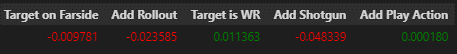 Target on Farside Add Rollout Target is WR Add Shotgun Add Play Action
-0.009781 -0.023585 0.011363 -0.048339 0.000180